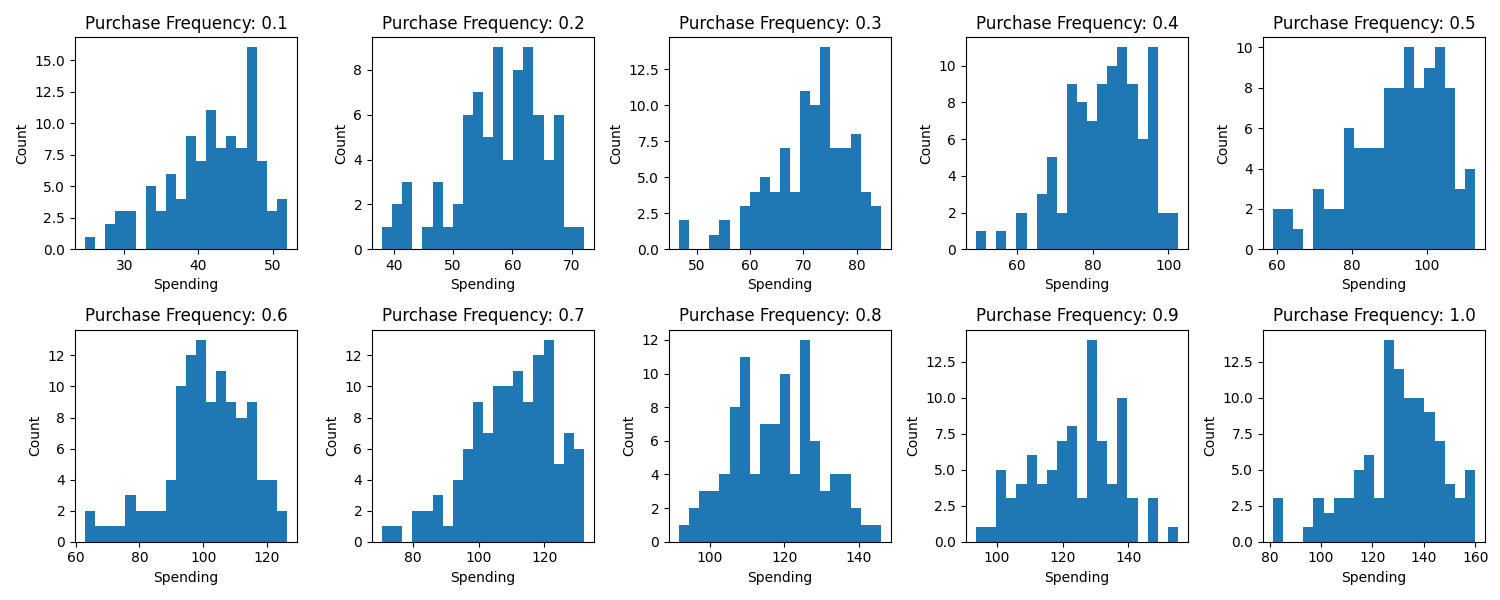 Purchase Frequency: 0.1
15.0
12.5
10.0
7.5
5.0
2.5
0.0
Count
30 40 50
Spending
Purchase Frequency: 0.2
8
6
4
2
0
Count
40 50 60 70
Spending
Purchase Frequency: 0.3
12.5
10.0
7.5
5.0
2.5
0.0
Count
50 60 70 80
Spending
Purchase Frequency: 0.4
10
8
6
4
2
0
Count
60 80 100
Spending
Purchase Frequency: 0.5
10
8
6
4
2
0
Count
60 80 100
Spending
Purchase Frequency: 0.6
12
10
8
6
4
2
0
Count
60 80 100 120
Spending
Purchase Frequency: 0.7
12
10
8
6
4
2
0
Count
80 100 120
Spending
Purchase Frequency: 0.8
12
10
8
6
4
2
0
Count
100 120 140
Spending
Purchase Frequency: 0.9
12.5
10.0
7.5
5.0
2.5
0.0
Count
100 120 140
Spending
Purchase Frequency: 1.0
12.5
10.0
7.5
5.0
2.5
0.0
Count
80 100 120 140 160
Spending